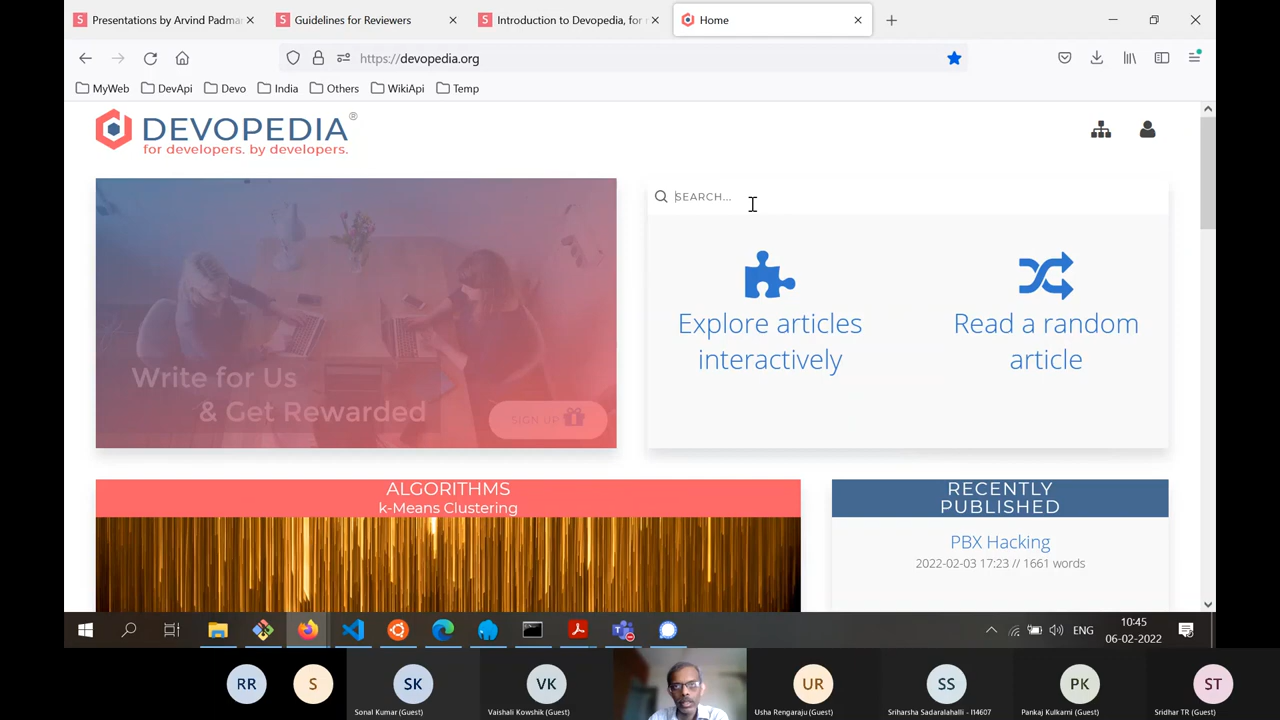 Presentations by Arvind Padma
Guidelines for Reviewers
Introduction to Devopedia, for
Home
https://devopedia.org
MyWeb
DevApi
Devo
India
Others
WikiApi
Temp
DEVOPEDIA®
for developers. by developers.
Write for Us
& Get Rewarded
SIGN UP
SEARCH...
Explore articles
interactively
Read a random
article
ALGORITHMS
k-Means Clustering
RECENTLY
PUBLISHED
PBX Hacking
2022-02-03 17:23 // 1661 words
ENG
10:45
06-02-2022
RR
S
SK
VK
UR
SS
PK
ST
Sonal Kumar (Guest)
Vaishali Kowshik (Guest)
Usha Rengaraju (Guest)
Sriharsha Sadaralahalli - I14607
Pankaj Kulkarni (Guest)
Sridhar TR (Guest)